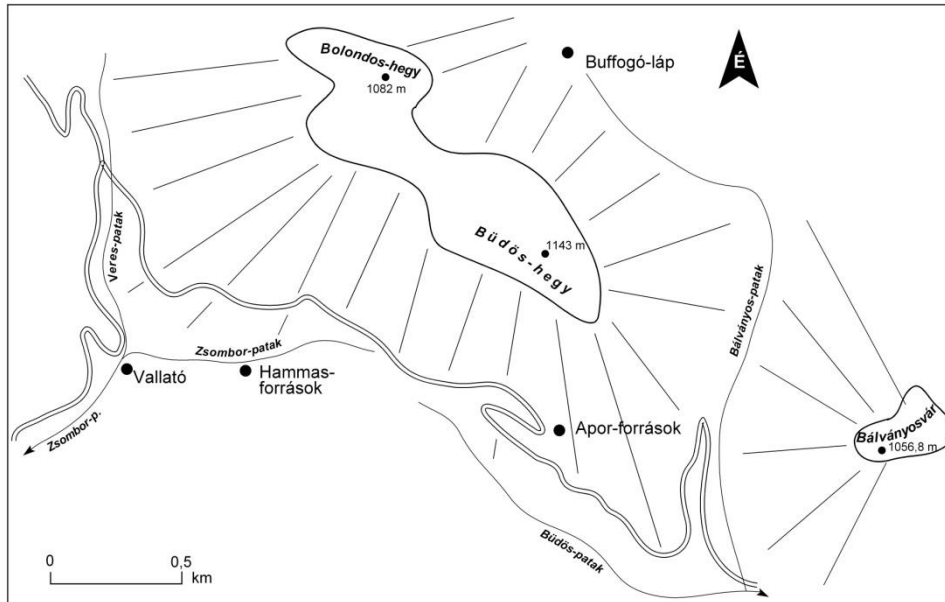 Bolondos-hegy
1082 m
Buffogó-láp
É
Veres-patak
Büdös-hegy
1143 m
Bálványos-patak
Zsombor-patak
Vallató
Hammas-
források
Zsombor-p.
Apor-források
Bálványosvár
1056,8 m
Büdös-patak
0
0,5
km